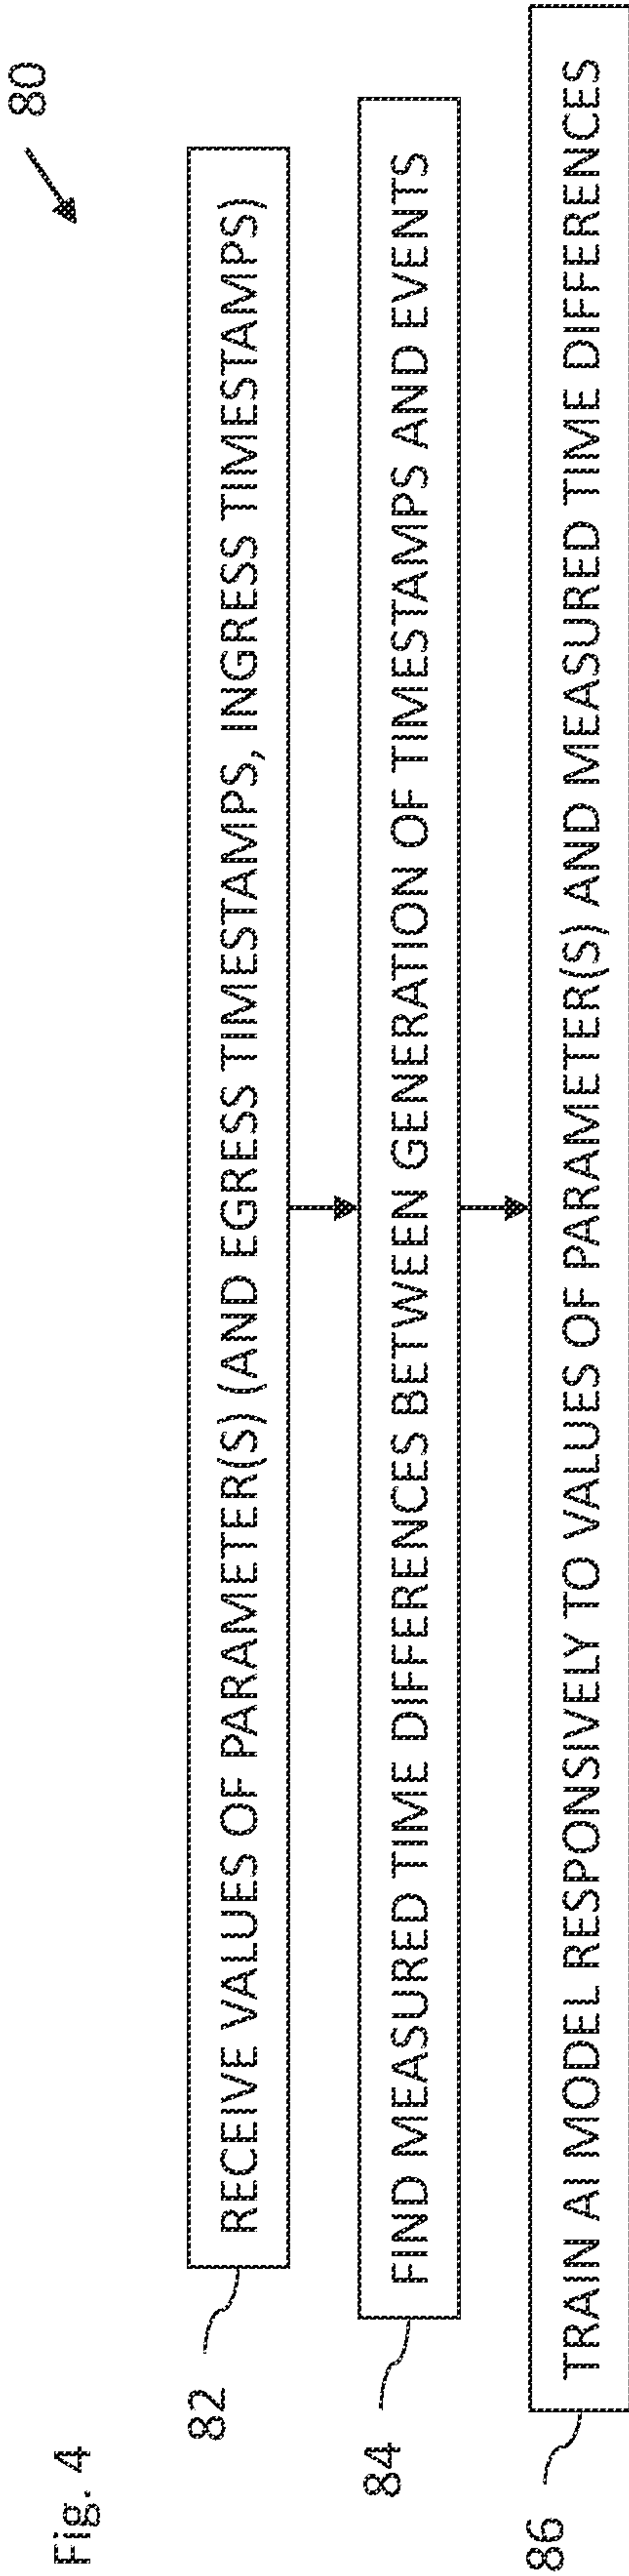 Fig. 4
80
82
RECEIVE VALUES OF PARAMETER(S) (AND EGRESS TIMESTAMPS, INGRESS TIMESTAMPS)
84
FIND MEASURED TIME DIFFERENCES BETWEEN GENERATION OF TIMESTAMPS AND EVENTS
86
TRAIN AI MODEL RESPONSIVELY TO VALUES OF PARAMETER(S) AND MEASURED TIME DIFFERENCES